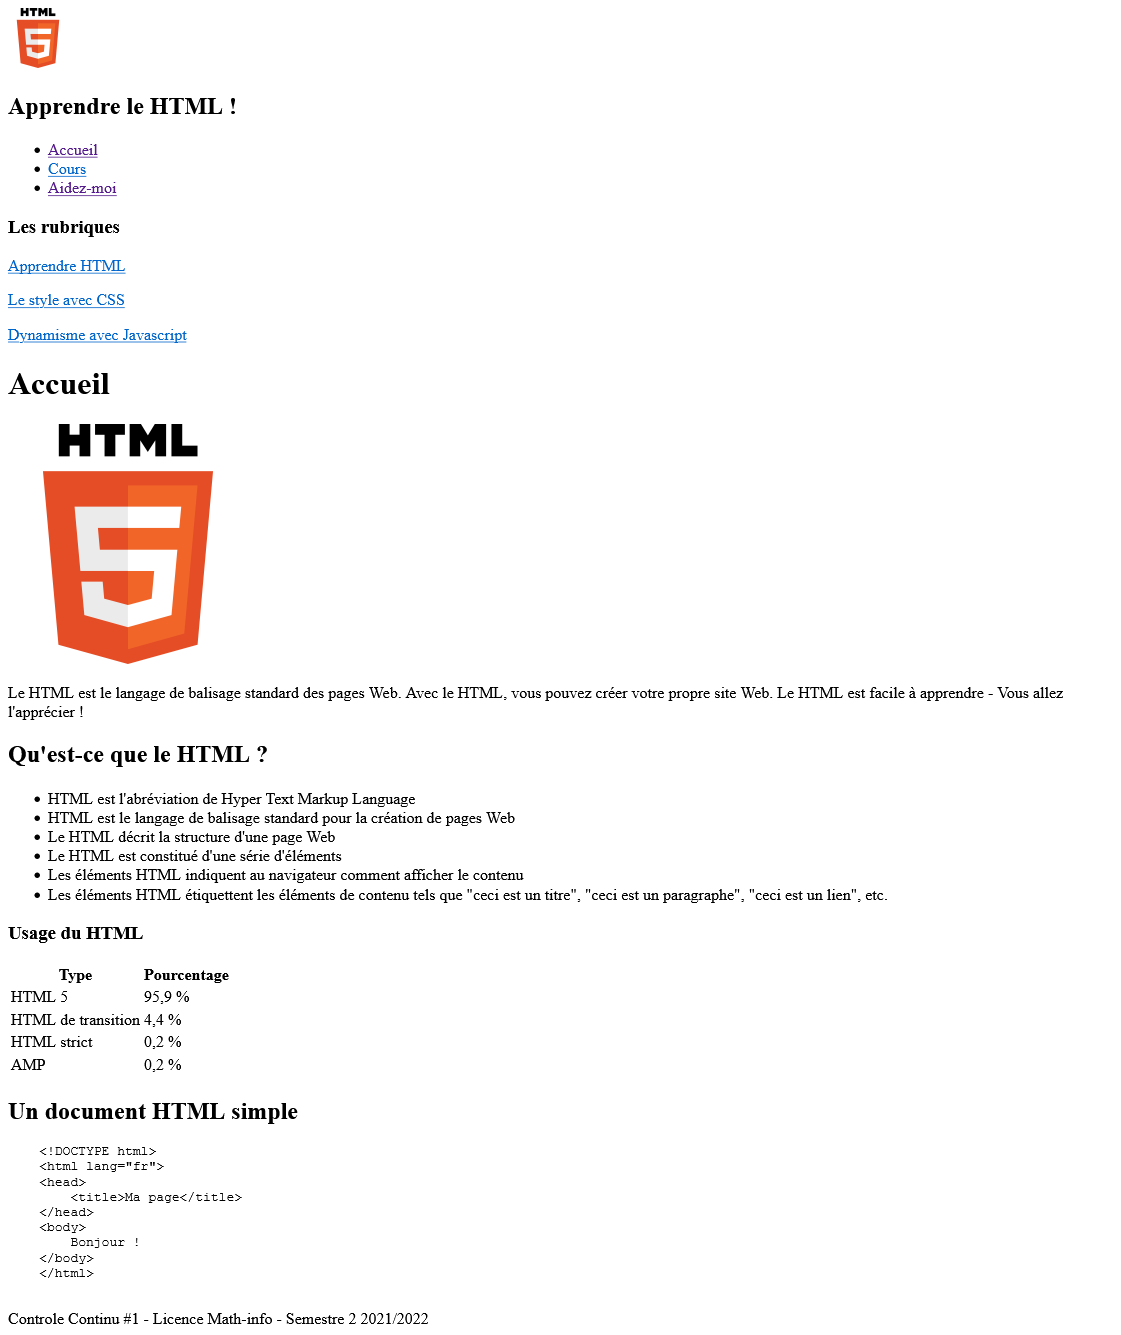 HTML
5
Apprendre le HTML !
Accueil
Cours
Aidez-moi
Les rubriques
Apprendre HTML
Le style avec CSS
Dynamisme avec Javascript
Accueil
HTML
5
Le HTML est le langage de balisage standard des pages Web. Avec le HTML, vous pouvez créer votre propre site Web. Le HTML est facile à apprendre - Vous allez
l'apprécier !
Qu'est-ce que le HTML ?
HTML est l'abréviation de Hyper Text Markup Language
HTML est le langage de balisage standard pour la création de pages Web
Le HTML décrit la structure d'une page Web
Le HTML est constitué d'une série d'éléments
Les éléments HTML indiquent au navigateur comment afficher le contenu
Les éléments HTML étiquettent les éléments de contenu tels que "ceci est un titre", "ceci est un paragraphe", "ceci est un lien", etc.
Usage du HTML
Type Pourcentage
HTML 5 95,9 %
HTML de transition 4,4 %
HTML strict 0,2 %
AMP 0,2 %
Un document HTML simple
<!DOCTYPE html>
<html lang="fr">
<head>
    <title>Ma page</title>
</head>
<body>
    Bonjour !
</body>
</html>
Controle Continu #1 - Licence Math-info - Semestre 2 2021/2022